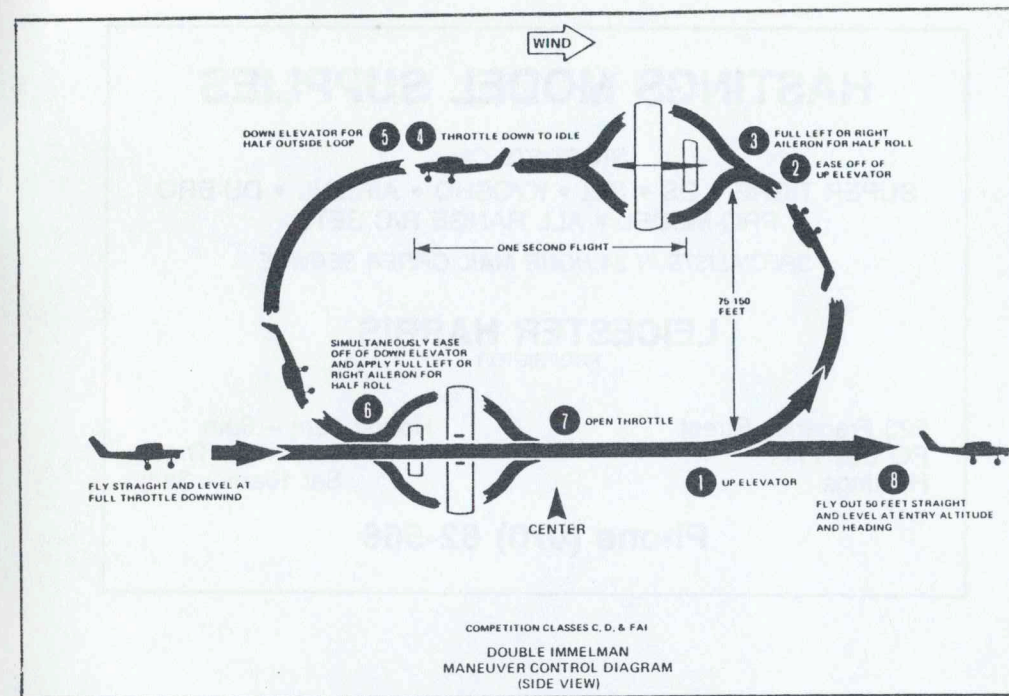 WIND
HASTINGS MODEL SUPPLIES
DOWN ELEVATOR FOR
HALF OUTSIDE LOOP
5
4
THROTTLE DOWN TO IDLE
3
FULL LEFT OR RIGHT
AILERON FOR HALF ROLL
2
EASE OFF OF
UP ELEVATOR
ONE SECOND FLIGHT
75-150
FEET
LEICESTER HARRIS
SIMULTANEOUSLY EASE
OFF OF DOWN ELEVATOR
AND APPLY FULL LEFT OR
RIGHT AILERON FOR
HALF ROLL
6
7
OPEN THROTTLE
FLY STRAIGHT AND LEVEL AT
FULL THROTTLE DOWNWIND
1
UP ELEVATOR
8
FLY OUT 50 FEET STRAIGHT
AND LEVEL AT ENTRY ALTITUDE
AND HEADING
CENTER
COMPETITION CLASSES C, D, & FAI
DOUBLE IMMELMAN
MANEUVER CONTROL DIAGRAM
(SIDE VIEW)